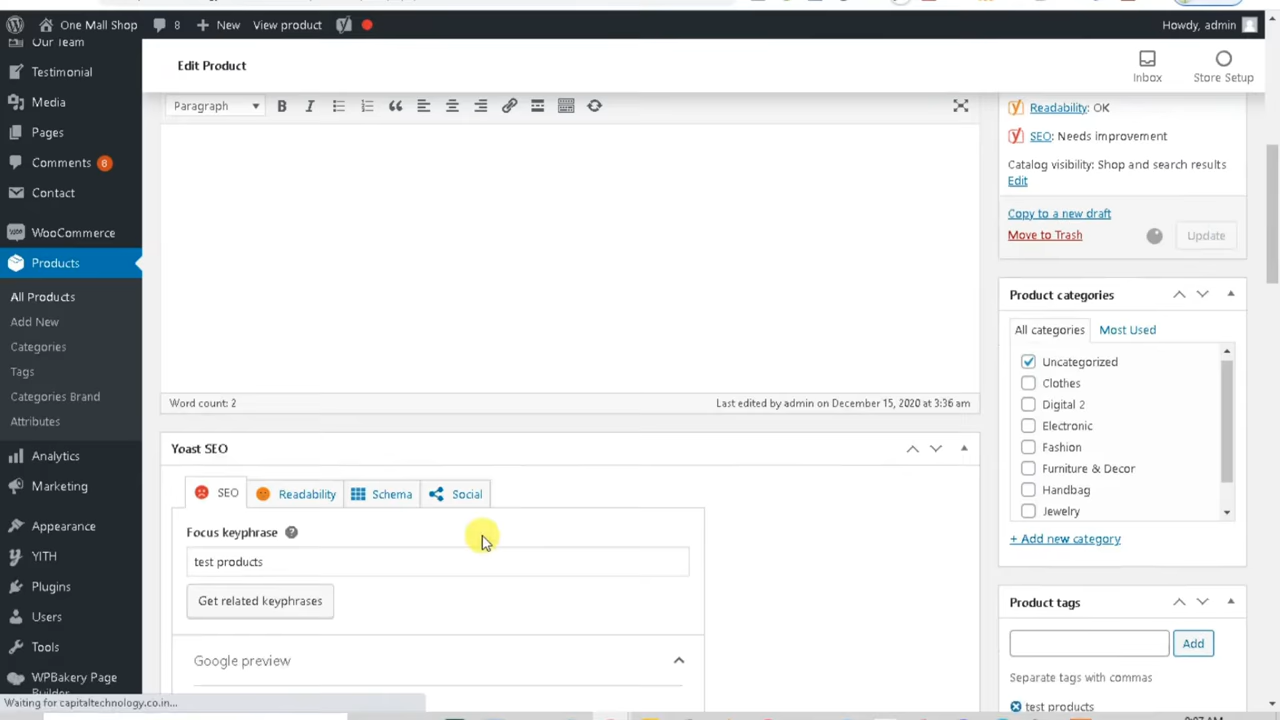 One Mall Shop 8 New View product Howdy, admin
Our Team
Testimonial
Media
Pages
Comments 8
Contact
WooCommerce
Products
All Products
Add New
Categories
Tags
Categories Brand
Attributes
Analytics
Marketing
Appearance
YITH
Plugins
Users
Tools
WPBakery Page
Builder
Waiting for capitaltechnology.co.in...
Edit Product
Inbox
Store Setup
Paragraph
Word count: 2
Last edited by admin on December 15, 2020 at 3:36 am
Yoast SEO
SEO Readability Schema Social
Focus keyphrase
test products
Get related keyphrases
Google preview
Readability: OK
SEO: Needs improvement
Catalog visibility: Shop and search results
Edit
Copy to a new draft
Move to Trash
Update
Product categories
All categories Most Used
Uncategorized
Clothes
Digital 2
Electronic
Fashion
Furniture & Decor
Handbag
Jewelry
+ Add new category
Product tags
Add
Separate tags with commas
test products